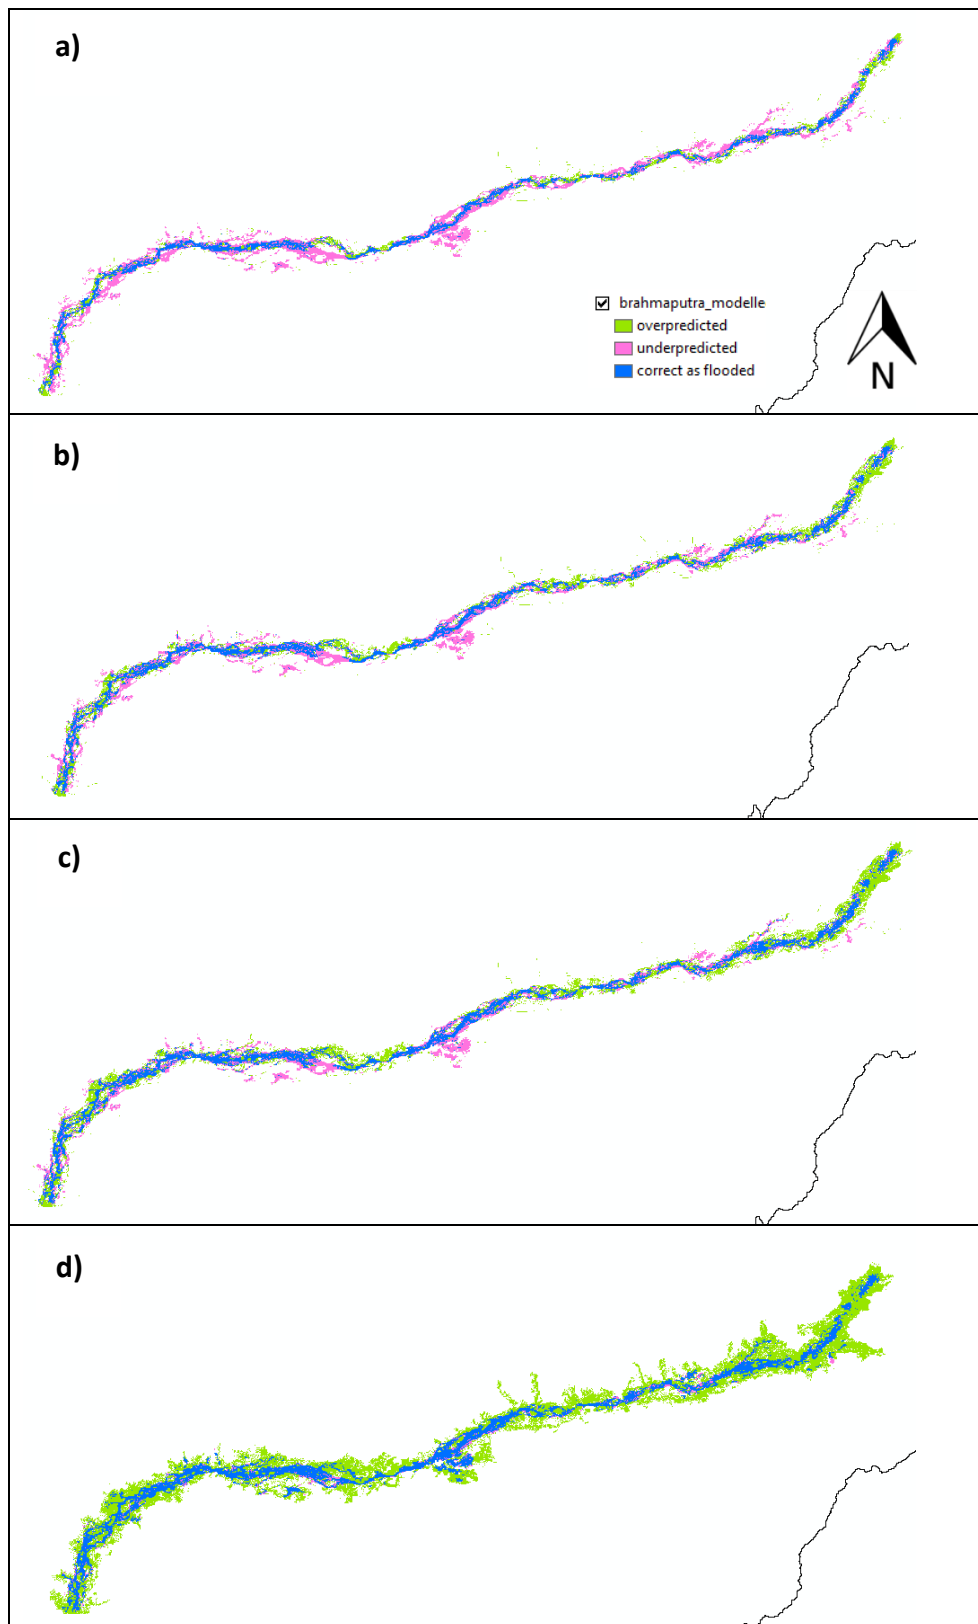 a)
brahmaputra_modelle
overpredicted
underpredicted
correct as flooded
N
b)
c)
d)